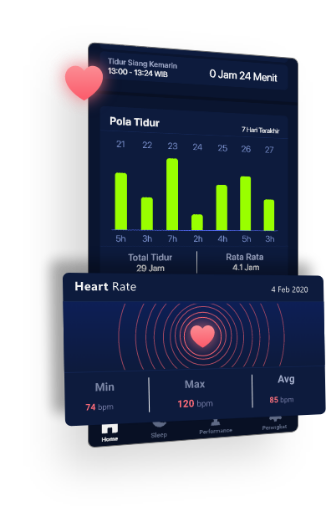 Tidur Siang Kemarin
13:00 - 13:24 WIB
0 Jam 24 Menit
Pola Tidur
7 Hari Terakhir
21 22 23 24 25 26 27
5h 3h 7h 2h 4h 5h 3h
Total Tidur
29 Jam
Rata Rata
4.1 Jam
Heart Rate
4 Feb 2020
Min
74 bpm
Max
120 bpm
Avg
85 bpm
Home
Sleep
Performance
Perangkat